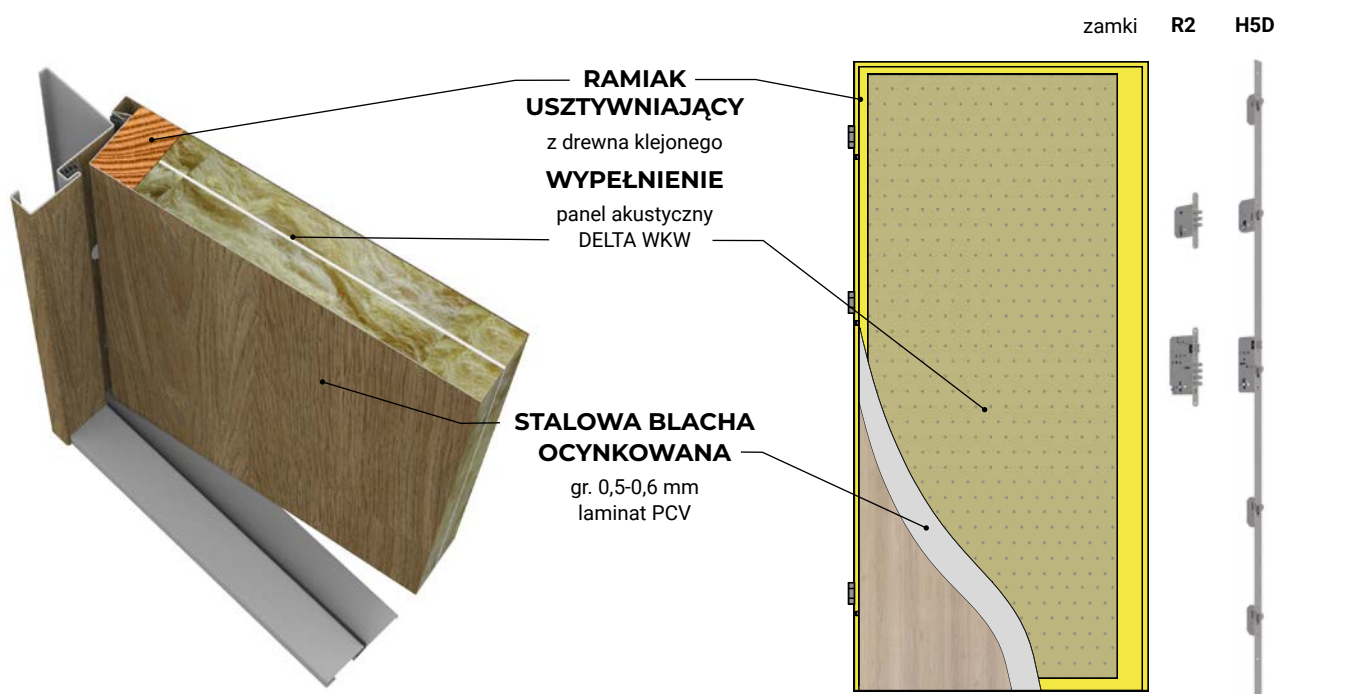 zamki R2 H5D
RAMIAK
USZTYWNIAJĄCY
z drewna klejonego
WYPEŁNIENIE
panel akustyczny
DELTA WKW
STALOWA BLACHA
OCYNKOWANA
gr. 0,5-0,6 mm
laminat PCV